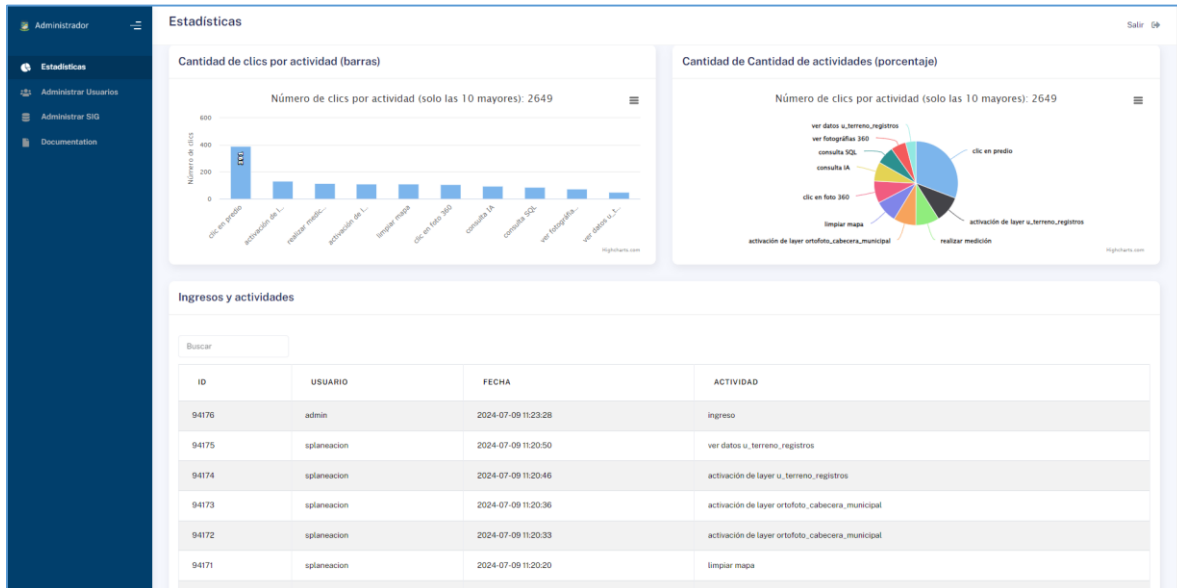 Administrador
Estadísticas
Administrar Usuarios
Administrar SIG
Documentation
Estadísticas
Salir
Cantidad de clics por actividad (barras)
Número de clics por actividad (solo las 10 mayores): 2649
Número de clics
600
400
200
0
clic en predio
activación de l...
realizar medic...
activación de l...
limpiar mapa
clic en foto 360
consulta IA
consulta SQL
ver fotográfia...
ver datos u_t...
Highcharts.com
Cantidad de Cantidad de actividades (porcentaje)
Número de clics por actividad (solo las 10 mayores): 2649
ver datos u_terreno_registros
ver fotográfias 360
consulta SQL
consulta IA
clic en foto 360
limpiar mapa
activación de layer ortofoto_cabecera_municipal
clic en predio
activación de layer u_terreno_registros
realizar medición
Highcharts.com
Ingresos y actividades
Buscar
ID USUARIO FECHA ACTIVIDAD
94176 admin 2024-07-09 11:23:28 ingreso
94175 splaneacion 2024-07-09 11:20:50 ver datos u_terreno_registros
94174 splaneacion 2024-07-09 11:20:46 activación de layer u_terreno_registros
94173 splaneacion 2024-07-09 11:20:36 activación de layer ortofoto_cabecera_municipal
94172 splaneacion 2024-07-09 11:20:33 activación de layer ortofoto_cabecera_municipal
94171 splaneacion 2024-07-09 11:20:20 limpiar mapa